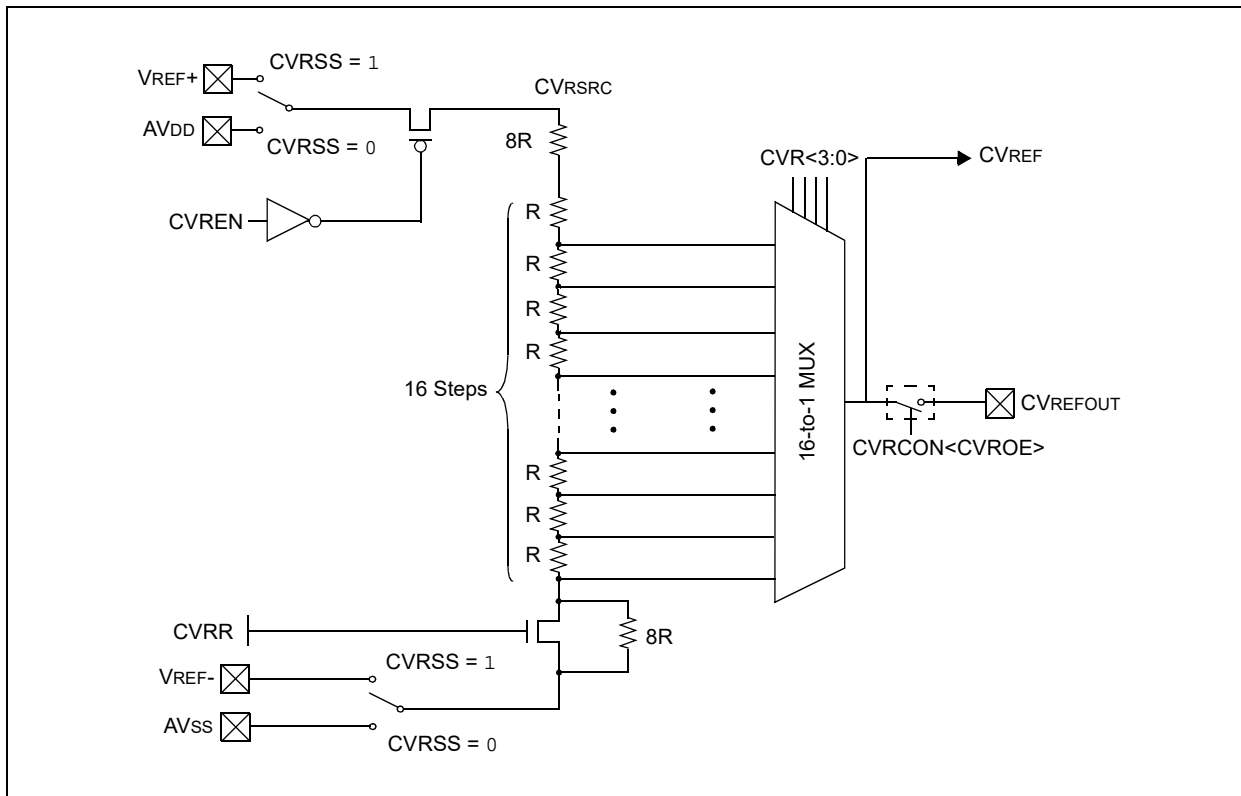 CVRSS = 1
VREF+
CVRSRC
AVDD
8R
CVRSS = 0
CVR<3:0>
CVREF
CVREN
R
R
R
R
16 Steps
16-to-1 MUX
CVREFOUT
CVRCON<CVROE>
R
R
R
CVRR
8R
CVRSS = 1
VREF-
AVSS
CVRSS = 0